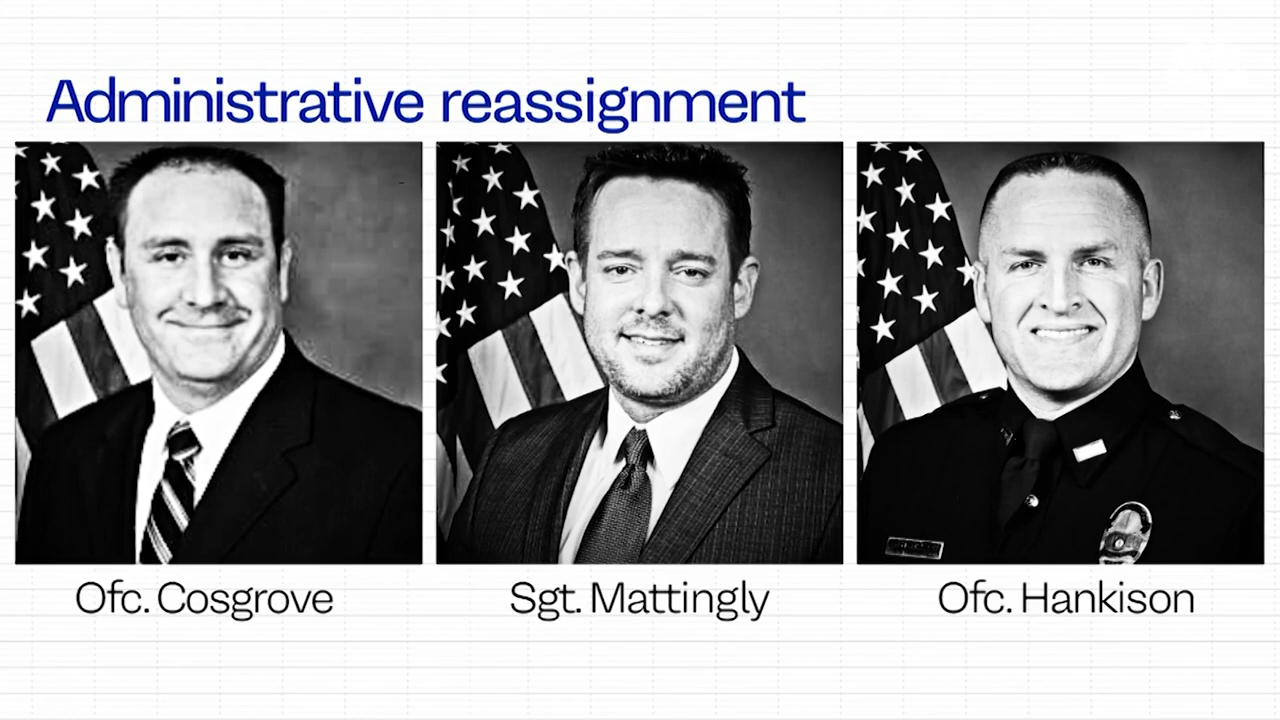 Administrative reassignment
Ofc. Cosgrove
Sgt. Mattingly
Ofc. Hankison